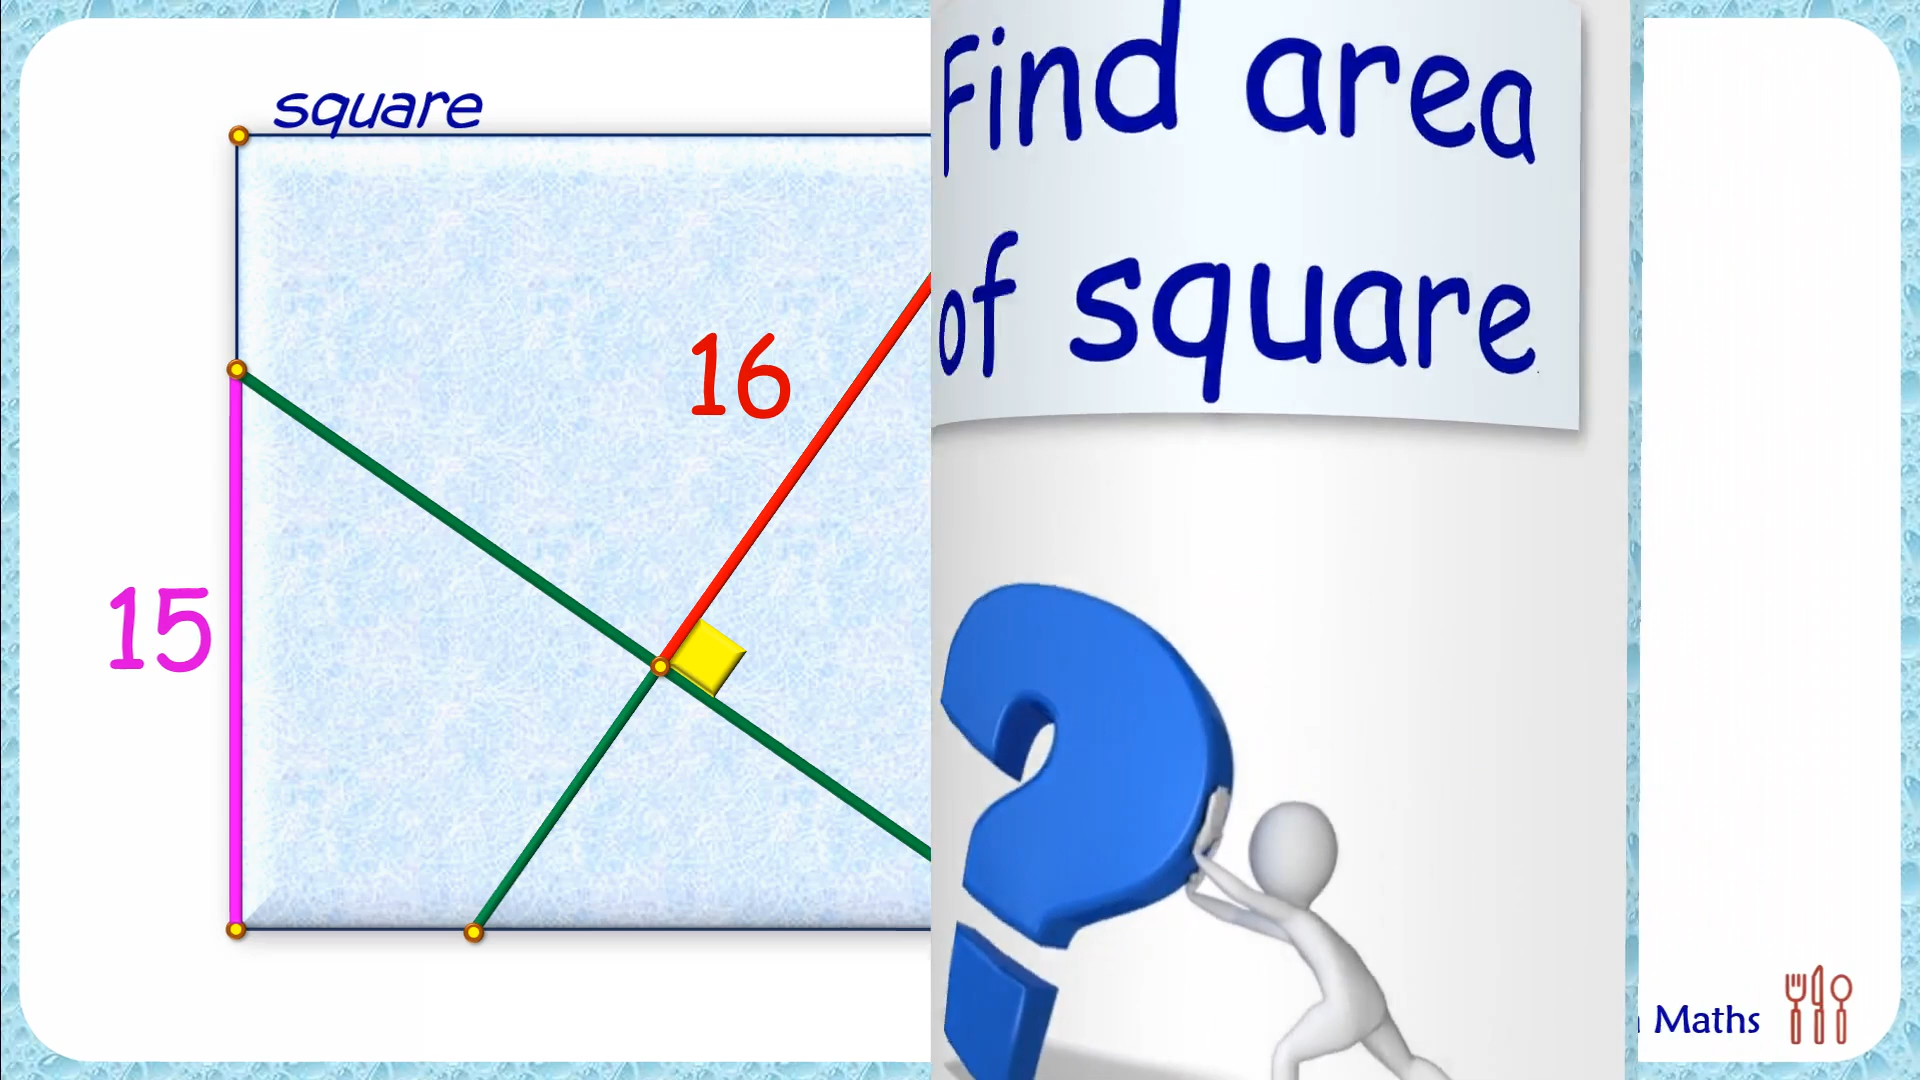 square
Find area
of square
16
15
Maths